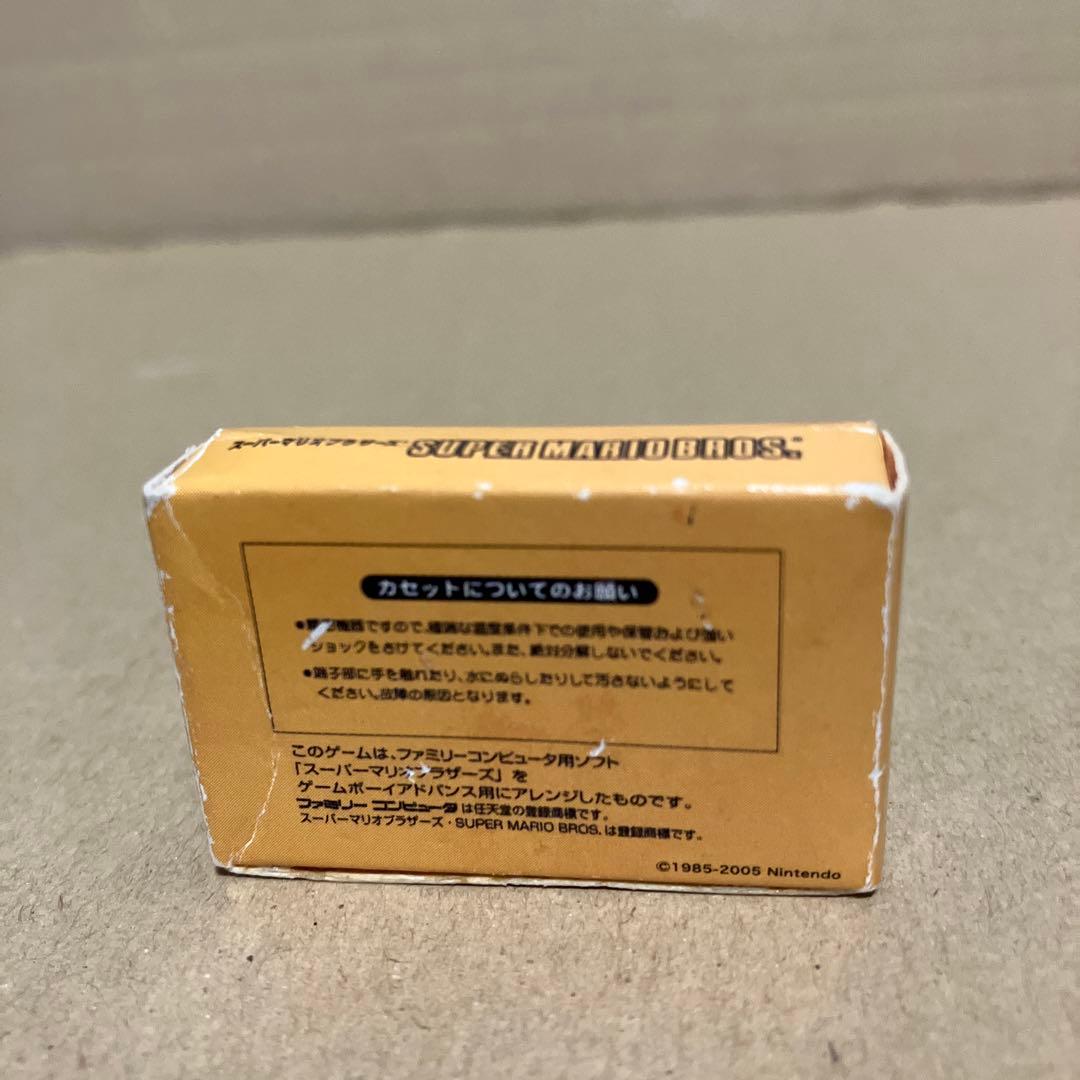 スーパーマリオブラザーズ™ SUPER MARIO BROS.®
カセットについてのお願い
●精密機器ですので、極端な温度条件下での使用や保管および強い
ショックをさけてください。また、絶対分解しないでください。
●端子部に手を触れたり、水にぬらしたりして汚さないようにして
ください。故障の原因となります。
このゲームは、ファミリーコンピュータ用ソフト
「スーパーマリオブラザーズ」を
ゲームボーイアドバンス用にアレンジしたものです。
ファミリー コンピュータは任天堂の登録商標です。
スーパーマリオブラザーズ・SUPER MARIO BROS.は登録商標です。
©1985-2005 Nintendo